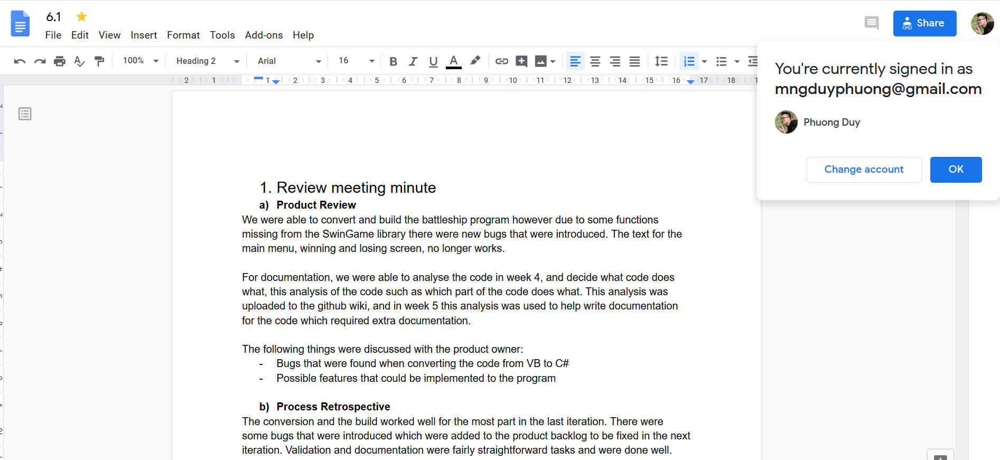 6.1
File Edit View Insert Format Tools Add-ons Help
Share
100% Heading 2 Arial 16
2 1 1 2 3 4 5 6 7 8 9 10 11 12 13 14 15 16 17 18
You're currently signed in as
mngduyphuong@gmail.com
Phuong Duy
Change account OK
1. Review meeting minute
a) Product Review
We were able to convert and build the battleship program however due to some functions
missing from the SwinGame library there were new bugs that were introduced. The text for the
main menu, winning and losing screen, no longer works.
For documentation, we were able to analyse the code in week 4, and decide what code does
what, this analysis of the code such as which part of the code does what. This analysis was
uploaded to the github wiki, and in week 5 this analysis was used to help write documentation
for the code which required extra documentation.
The following things were discussed with the product owner:
- Bugs that were found when converting the code from VB to C#
- Possible features that could be implemented to the program
b) Process Retrospective
The conversion and the build worked well for the most part in the last iteration. There were
some bugs that were introduced which were added to the product backlog to be fixed in the next
iteration. Validation and documentation were fairly straightforward tasks and were done well.